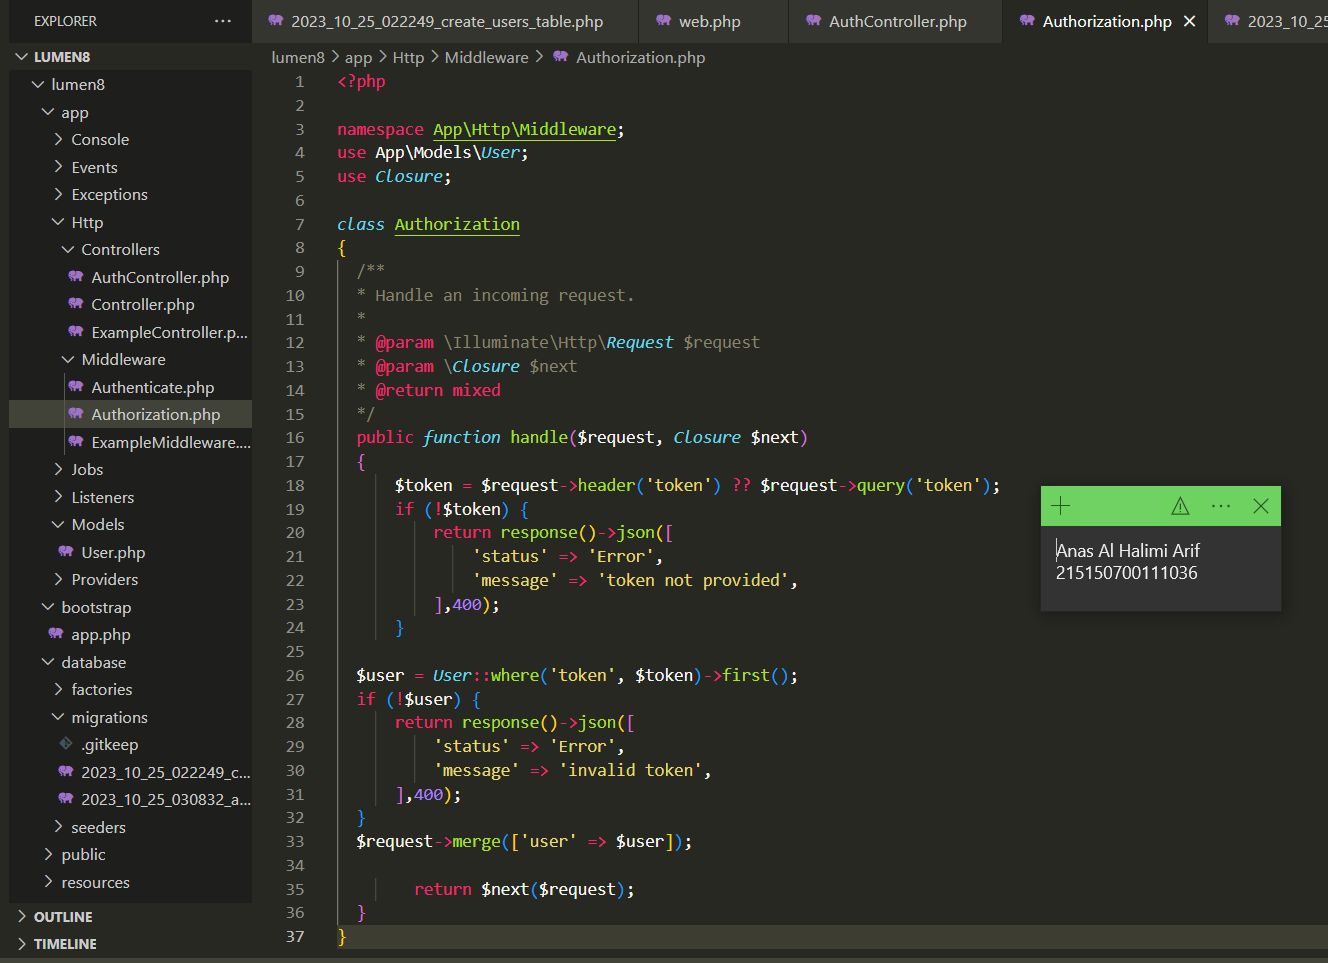 EXPLORER ···
2023_10_25_022249_create_users_table.php web.php AuthController.php Authorization.php 2023_10_25
LUMEN8
lumen8
app
Console
Events
Exceptions
Http
Controllers
AuthController.php
Controller.php
ExampleController.p...
Middleware
Authenticate.php
Authorization.php
ExampleMiddleware....
Jobs
Listeners
Models
User.php
Providers
bootstrap
app.php
database
factories
migrations
.gitkeep
2023_10_25_022249_c...
2023_10_25_030832_a...
seeders
public
resources
OUTLINE
TIMELINE
lumen8 > app > Http > Middleware > Authorization.php
1 <?php
2
3 namespace App\Http\Middleware;
4 use App\Models\User;
5 use Closure;
6
7 class Authorization
8 {
9 /**
10 * Handle an incoming request.
11 *
12 * @param \Illuminate\Http\Request $request
13 * @param \Closure $next
14 * @return mixed
15 */
16 public function handle($request, Closure $next)
17 {
18 $token = $request->header('token') ?? $request->query('token');
19 if (!$token) {
20 return response()->json([
21 'status' => 'Error',
22 'message' => 'token not provided',
23 ],400);
24 }
25
26 $user = User::where('token', $token)->first();
27 if (!$user) {
28 return response()->json([
29 'status' => 'Error',
30 'message' => 'invalid token',
31 ],400);
32 }
33 $request->merge(['user' => $user]);
34
35 return $next($request);
36 }
37 }
Anas Al Halimi Arif
215150700111036